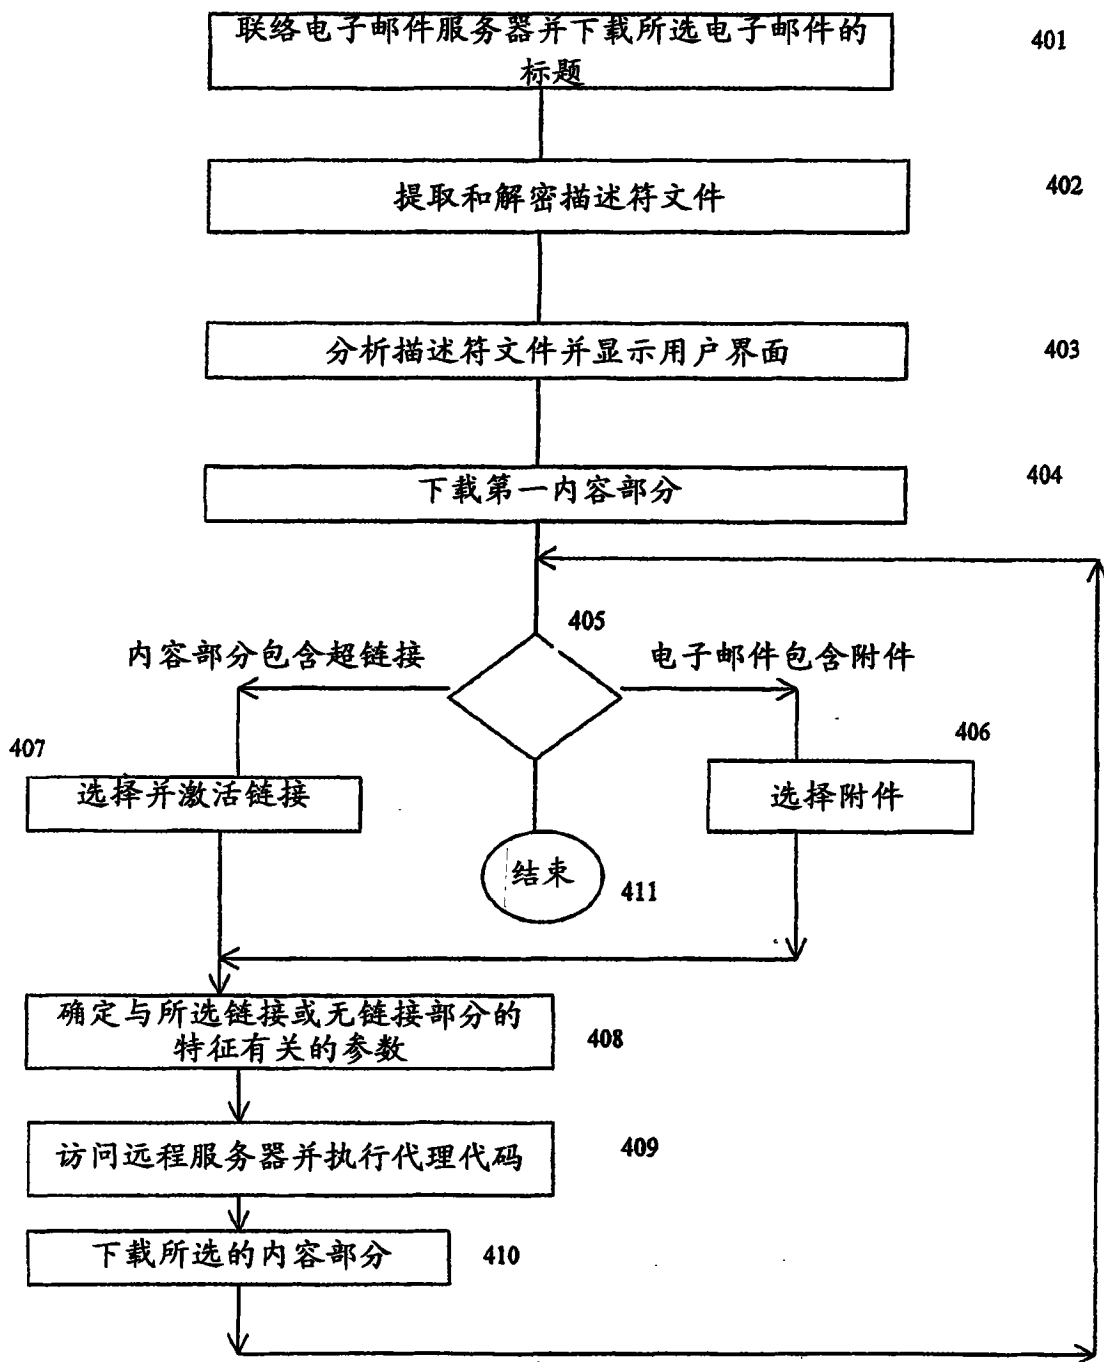 联络电子邮件服务器并下载所选电子邮件的
标题
401
提取和解密描述符文件
402
分析描述符文件并显示用户界面
403
下载第一内容部分
404
405
内容部分包含超链接
电子邮件包含附件
407
选择并激活链接
406
选择附件
结束
411
确定与所选链接或无链接部分的
特征有关的参数
408
访问远程服务器并执行代理代码
409
下载所选的内容部分
410